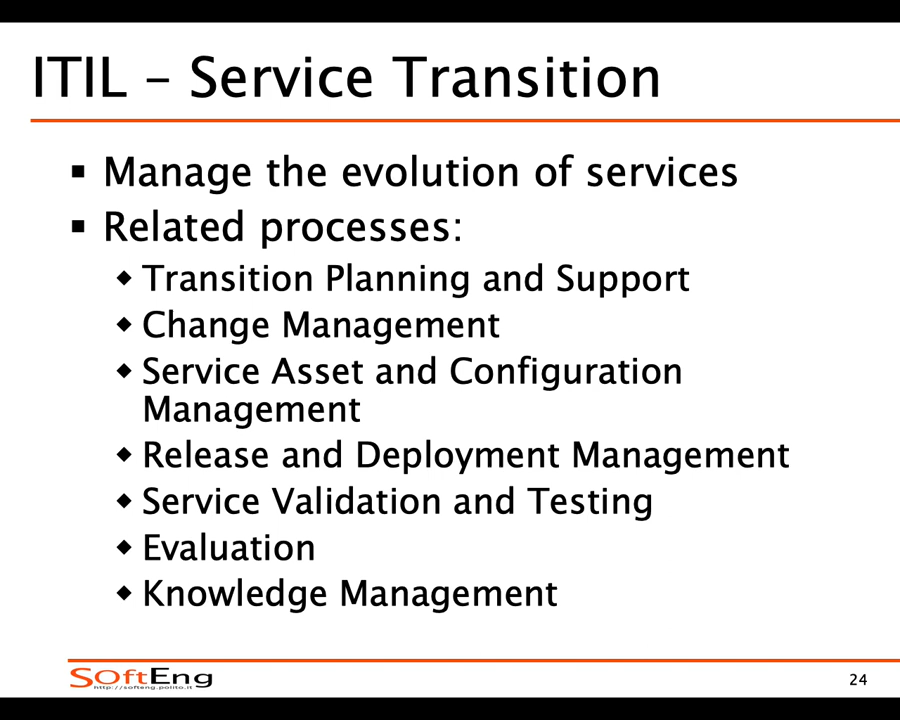 ITIL – Service Transition
▪ Manage the evolution of services
▪ Related processes:
◆ Transition Planning and Support
◆ Change Management
◆ Service Asset and Configuration
Management
◆ Release and Deployment Management
◆ Service Validation and Testing
◆ Evaluation
◆ Knowledge Management
SOftEng
http://softeng.polito.it
24